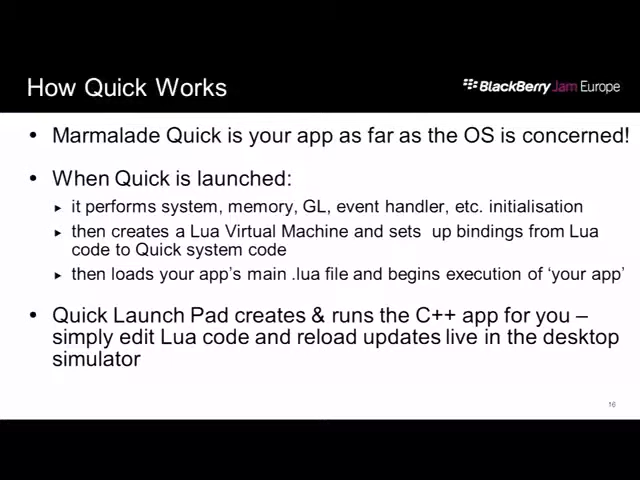 How Quick Works
BlackBerry Jam Europe
• Marmalade Quick is your app as far as the OS is concerned!
• When Quick is launched:
► it performs system, memory, GL, event handler, etc. initialisation
► then creates a Lua Virtual Machine and sets up bindings from Lua
code to Quick system code
► then loads your app's main .lua file and begins execution of 'your app'
• Quick Launch Pad creates & runs the C++ app for you –
simply edit Lua code and reload updates live in the desktop
simulator
16